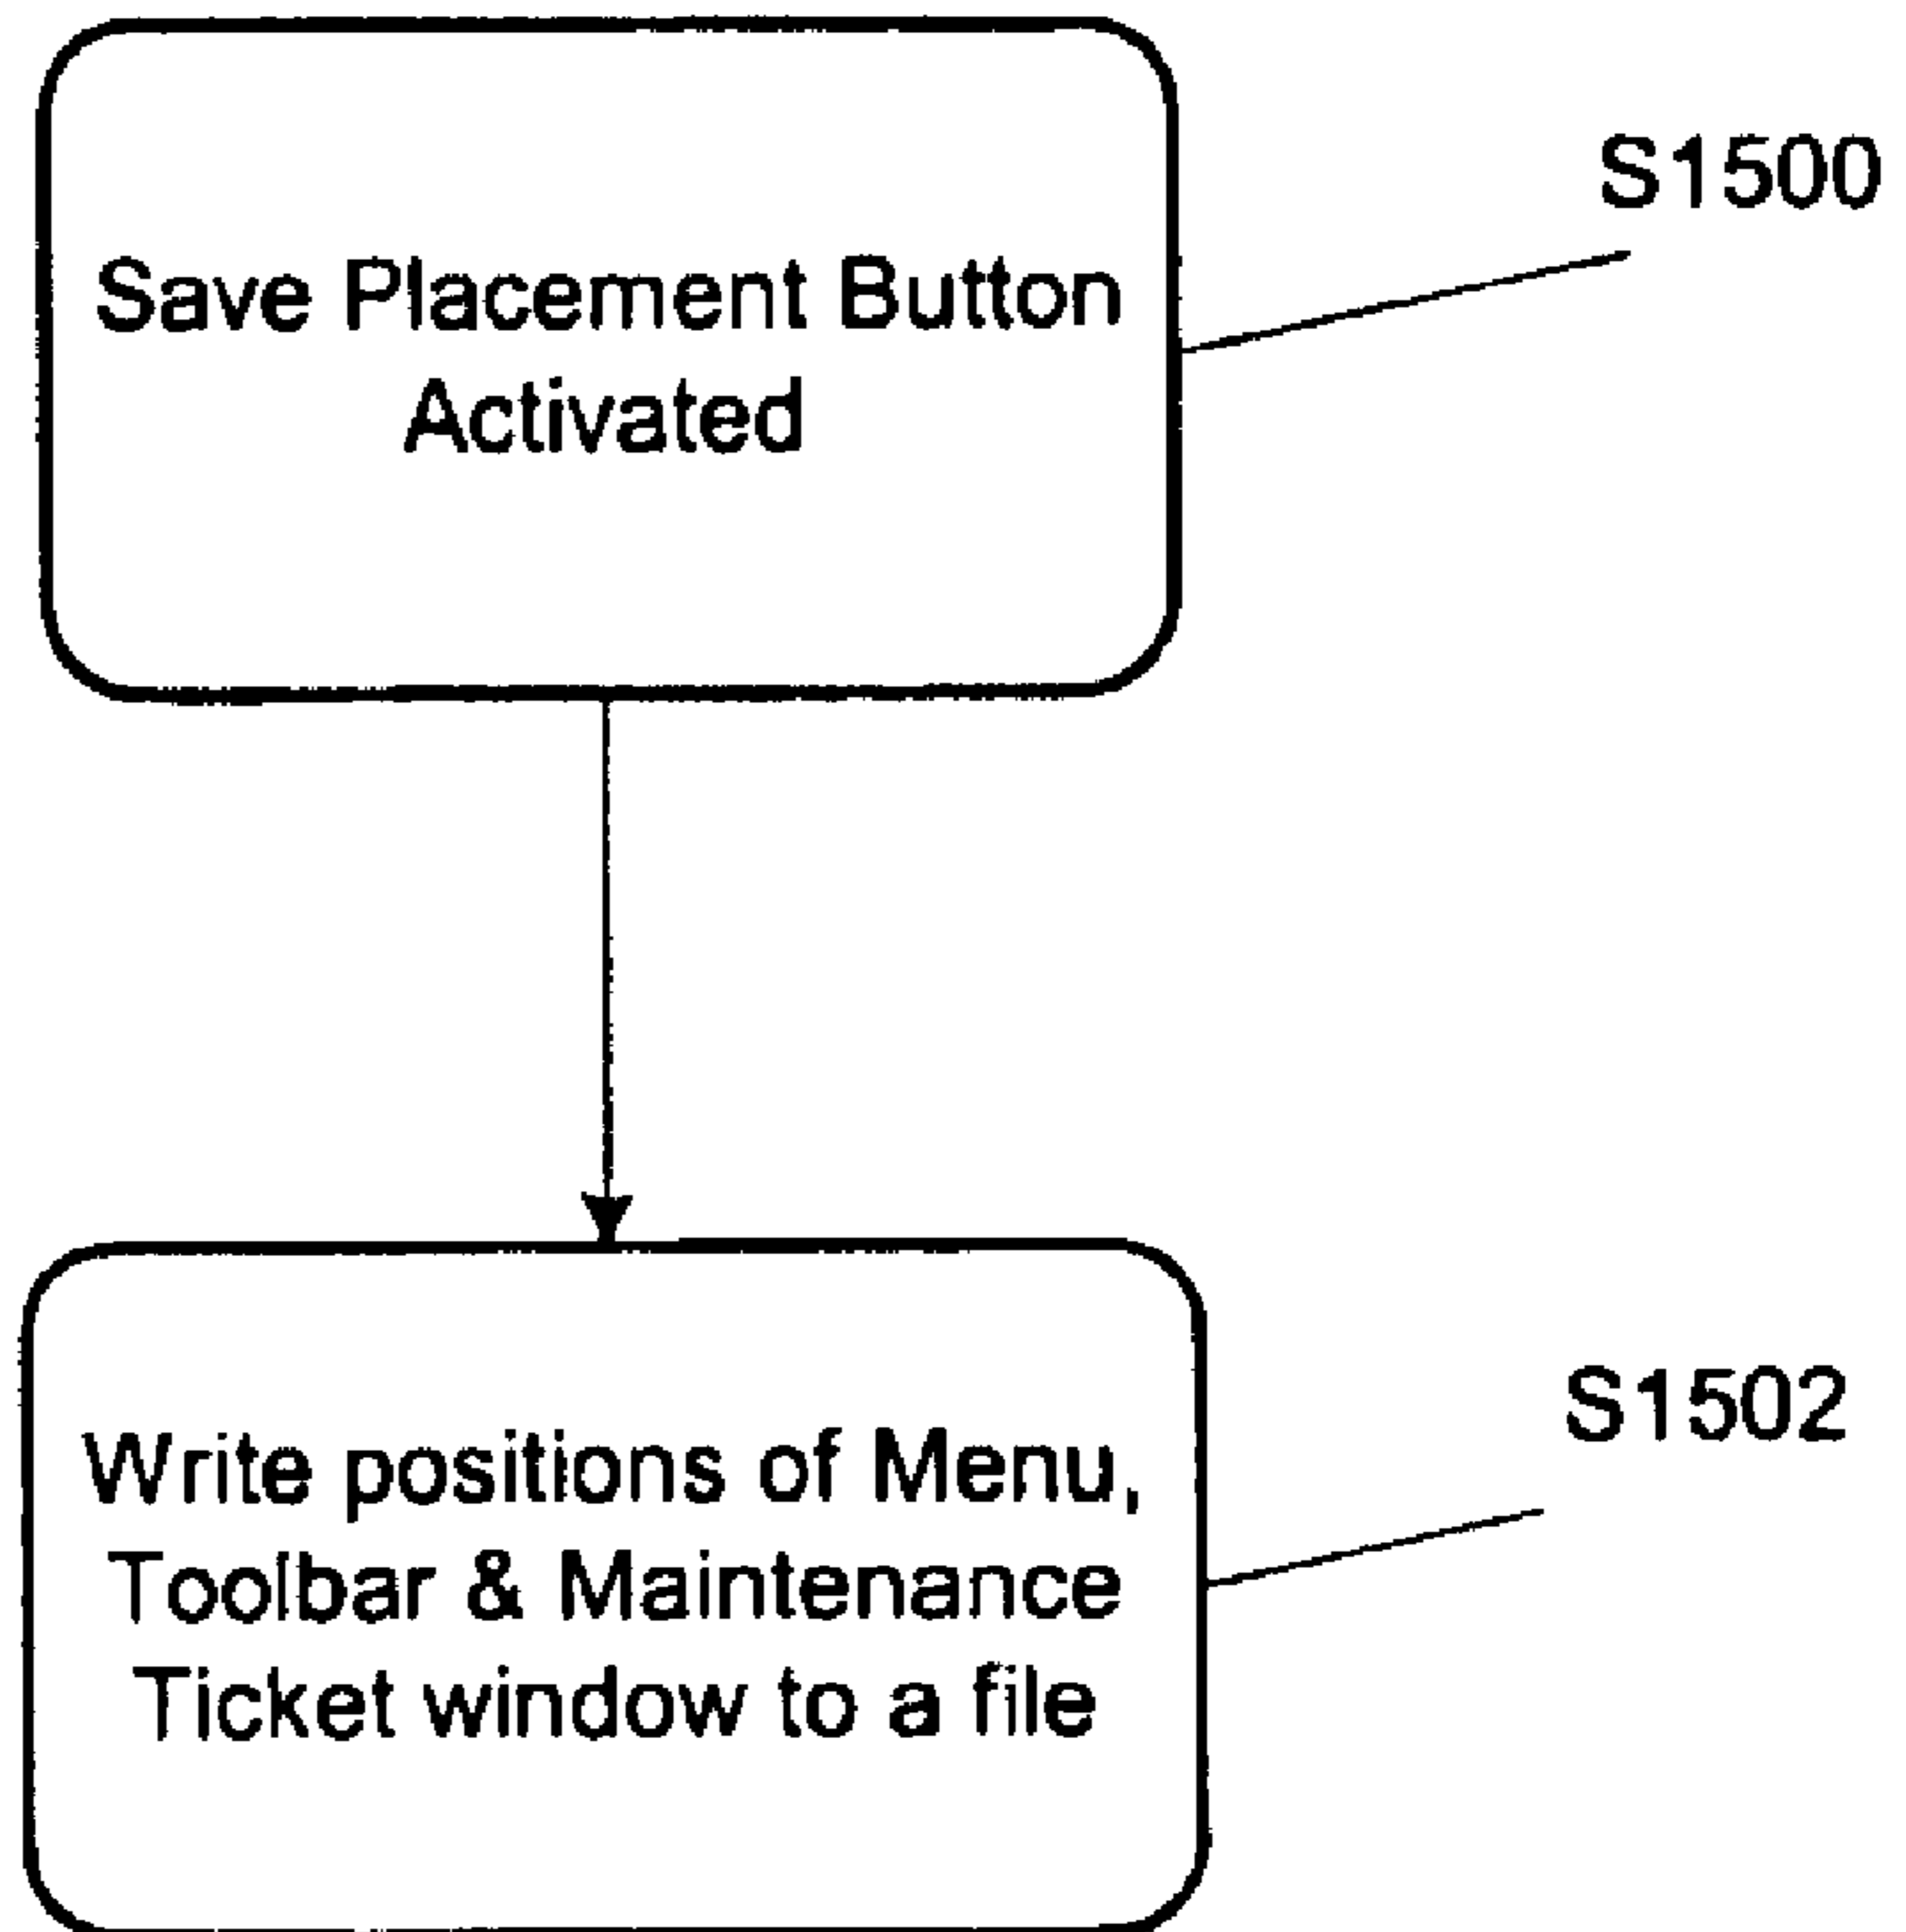 S1500
Save Placement Button
Activated
S1502
Write positions of Menu,
Toolbar & Maintenance
Ticket window to a file